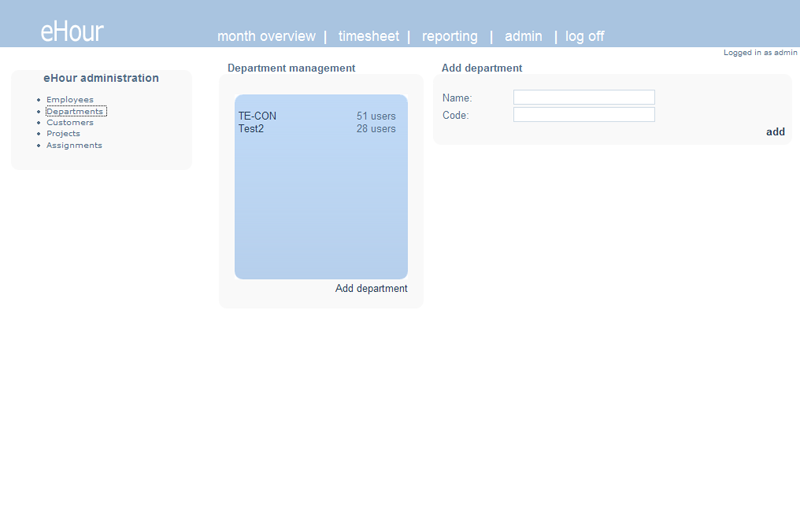 eHour
month overview | timesheet | reporting | admin | log off
Logged in as admin
eHour administration
Employees
Departments
Customers
Projects
Assignments
Department management
TE-CON 51 users
Test2 28 users
Add department
Add department
Name:
Code:
add